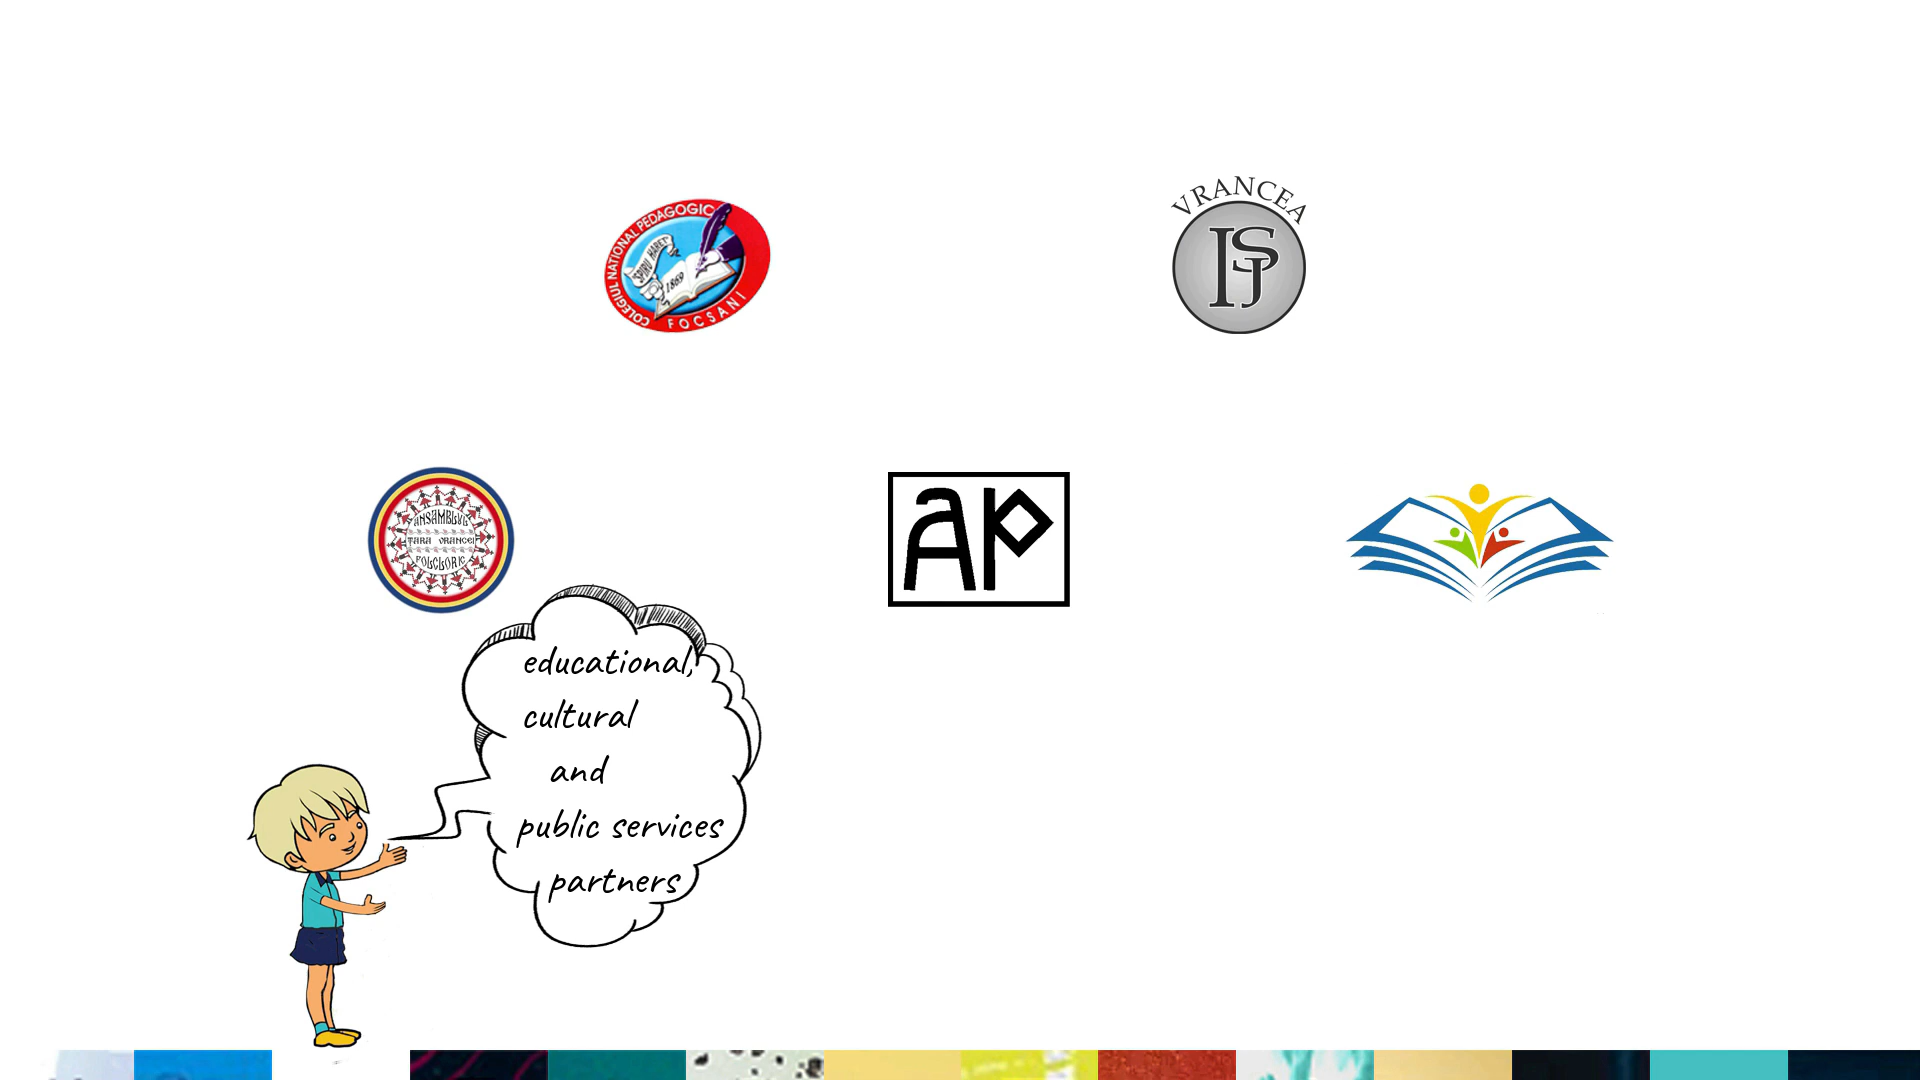 VRANCEA
ISJ
COLEGIUL NATIONAL PEDAGOGIC
"SPIRU HARET"
1869
FOCSANI
ANSAMBLUL
TARA VRANCEI
FOLCLORIC
AP
educational,
cultural
and
public services
partners